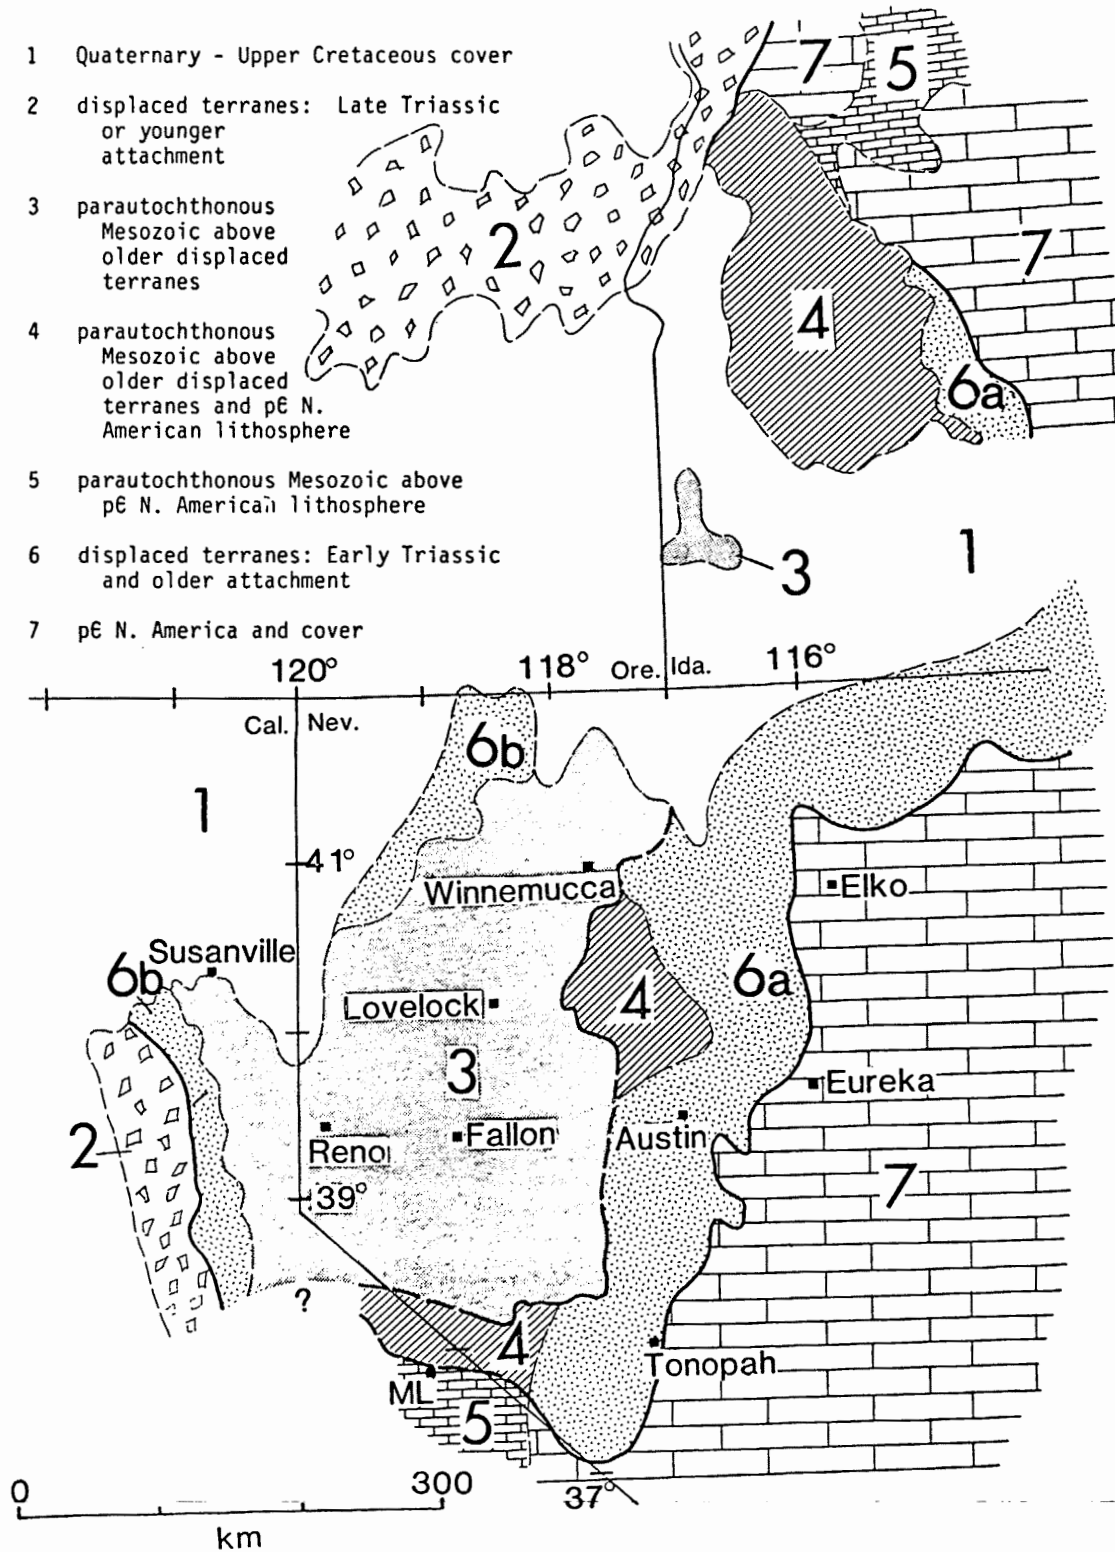 1 Quaternary - Upper Cretaceous cover
2 displaced terranes: Late Triassic
or younger
attachment
3 parautochthonous
Mesozoic above
older displaced
terranes
4 parautochthonous
Mesozoic above
older displaced
terranes and p€ N.
American lithosphere
5 parautochthonous Mesozoic above
p€ N. American lithosphere
6 displaced terranes: Early Triassic
and older attachment
7 p€ N. America and cover
7
5
2
7
4
6a
3
1
120°
118°
Ore.
Ida.
116°
Cal.
Nev.
6b
1
41°
Winnemucca
Elko
Susanville
6b
Lovelock
4
6a
3
Eureka
2
Reno
Fallon
Austin
39°
7
?
4
Tonopah
ML
5
37°
0
300
km